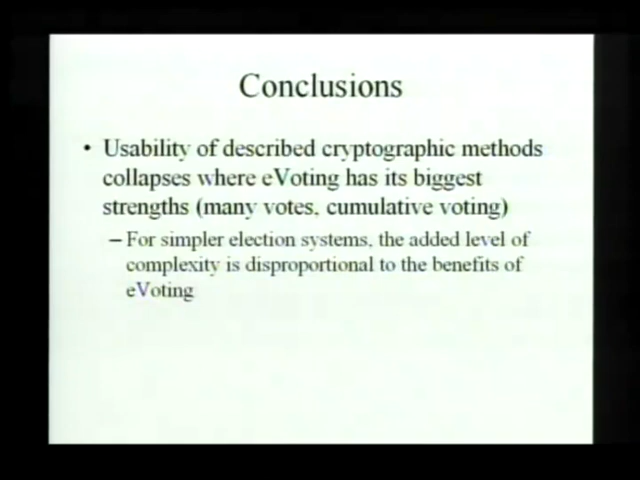 Conclusions
• Usability of described cryptographic methods
collapses where eVoting has its biggest
strengths (many votes, cumulative voting)
– For simpler election systems, the added level of
complexity is disproportional to the benefits of
eVoting